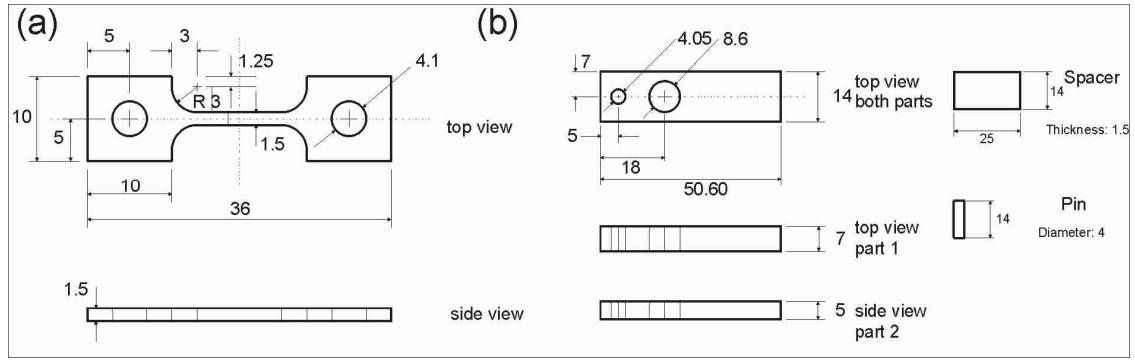 (a)
5
3
1.25
4.1
R 3
10
5
1.5
top view
10
36
1.5
side view
(b)
4.05
8.6
7
14
top view
both parts
5
18
50.60
7
top view
part 1
5
side view
part 2
Spacer
14
25
Thickness: 1.5
Pin
14
Diameter: 4